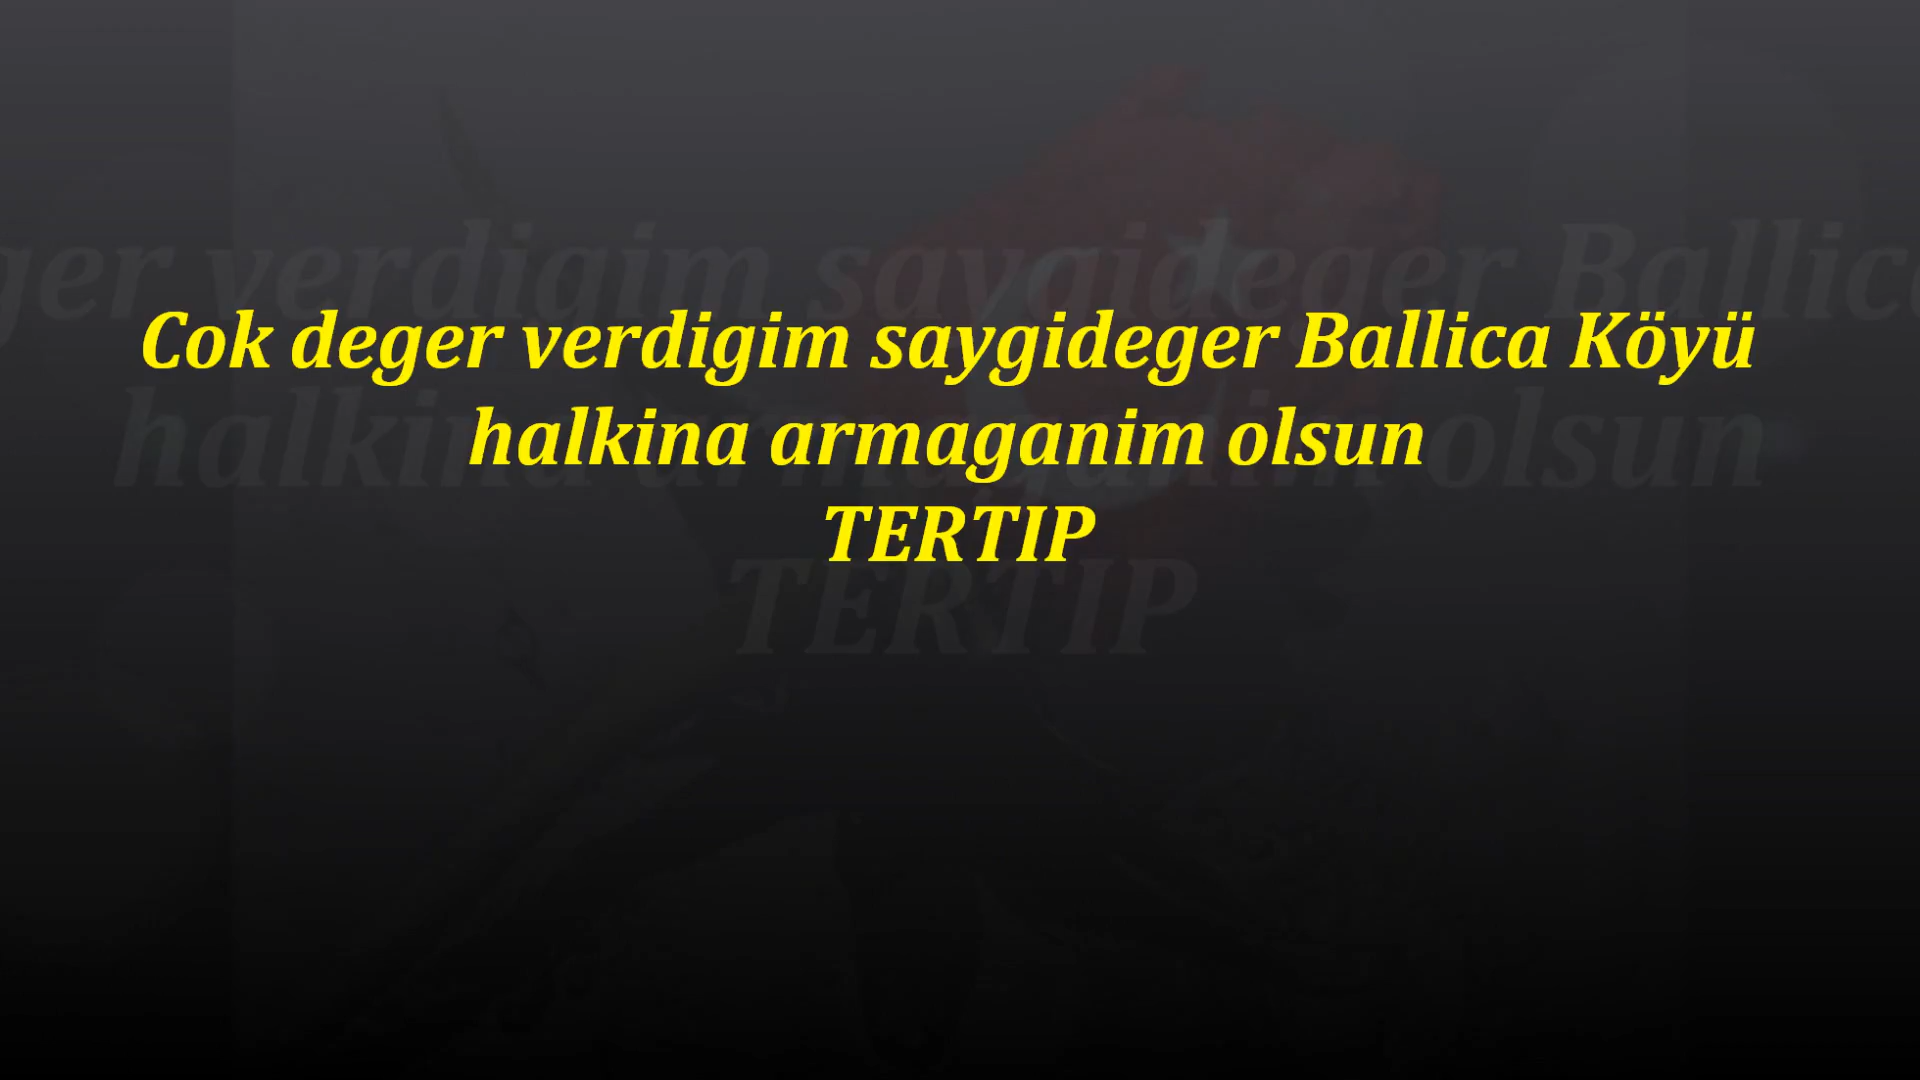 Cok deger verdigim saygideger Ballica Köyü
halkina armaganim olsun
TERTIP